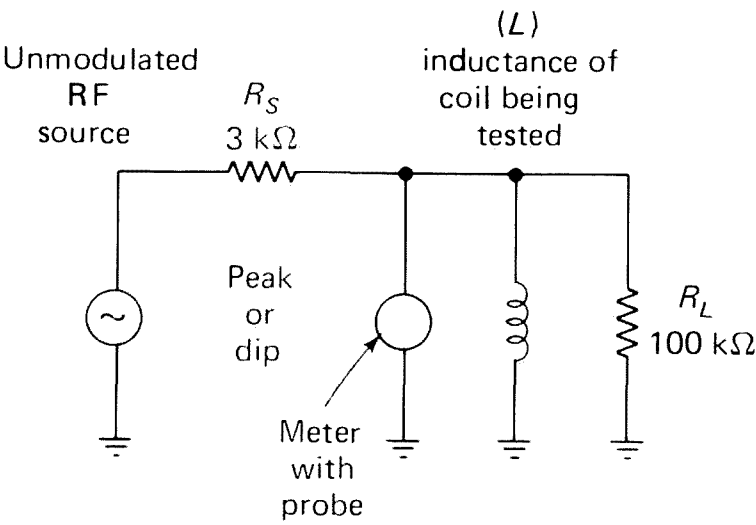 Unmodulated
RF
source
R_S
3 kΩ
(L)
inductance of
coil being
tested
Peak
or
dip
~
R_L
100 kΩ
Meter
with
probe